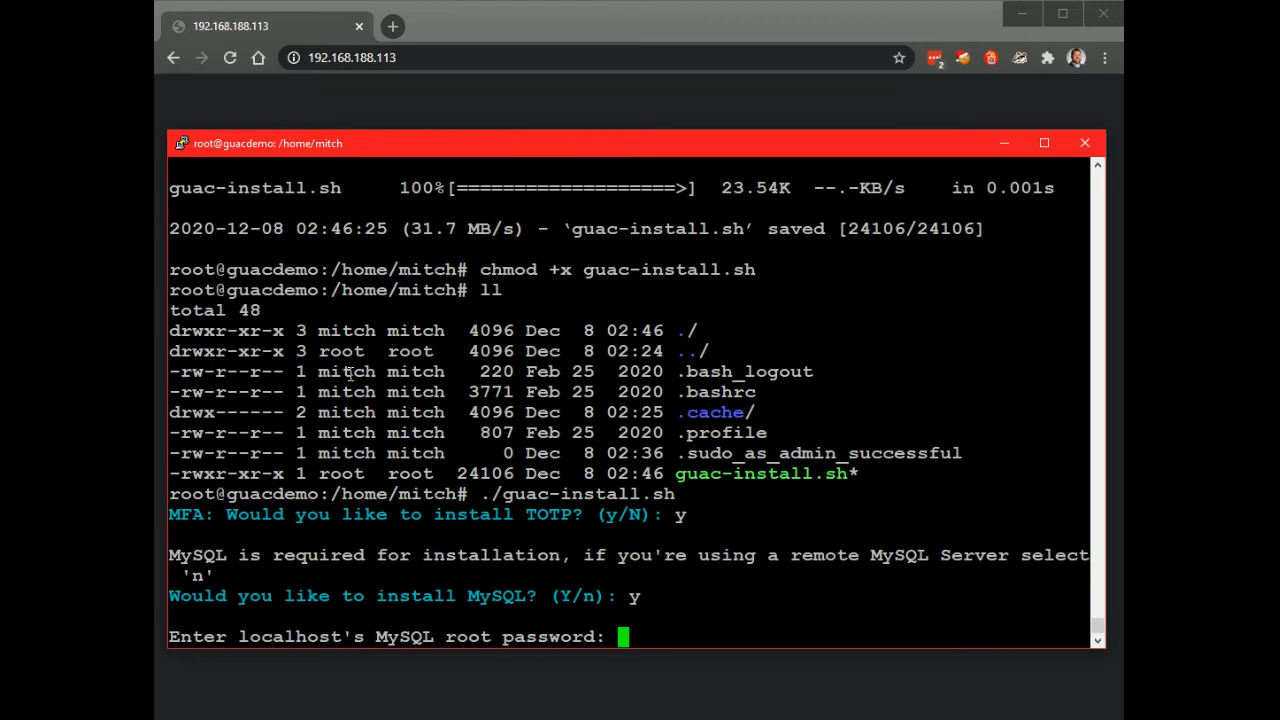 192.168.188.113
192.168.188.113
2
root@guacdemo: /home/mitch
guac-install.sh 100%[===================>] 23.54K --.-KB/s in 0.001s
2020-12-08 02:46:25 (31.7 MB/s) - ‘guac-install.sh’ saved [24106/24106]
root@guacdemo:/home/mitch# chmod +x guac-install.sh
root@guacdemo:/home/mitch# ll
total 48
drwxr-xr-x 3 mitch mitch 4096 Dec 8 02:46 ./
drwxr-xr-x 3 root root 4096 Dec 8 02:24 ../
-rw-r--r-- 1 mitch mitch 220 Feb 25 2020 .bash_logout
-rw-r--r-- 1 mitch mitch 3771 Feb 25 2020 .bashrc
drwx------ 2 mitch mitch 4096 Dec 8 02:25 .cache/
-rw-r--r-- 1 mitch mitch 807 Feb 25 2020 .profile
-rw-r--r-- 1 mitch mitch 0 Dec 8 02:36 .sudo_as_admin_successful
-rwxr-xr-x 1 root root 24106 Dec 8 02:46 guac-install.sh*
root@guacdemo:/home/mitch# ./guac-install.sh
MFA: Would you like to install TOTP? (y/N): y
MySQL is required for installation, if you're using a remote MySQL Server select
'n'
Would you like to install MySQL? (Y/n): y
Enter localhost's MySQL root password: